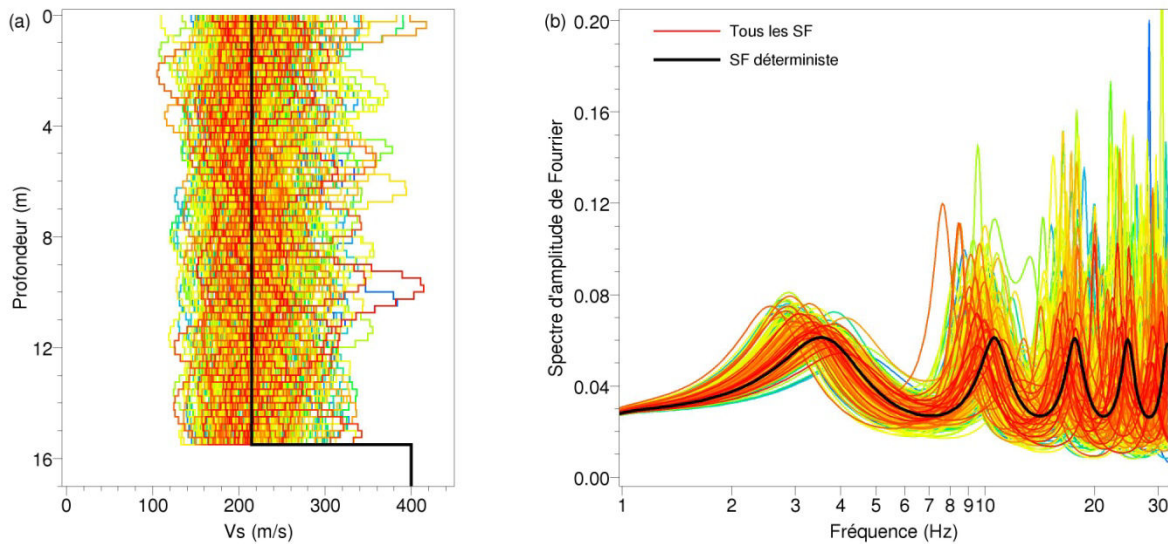 (a)
0
4
8
12
16
Profondeur (m)
0 100 200 300 400
Vs (m/s)
(b)
0.20
0.16
0.12
0.08
0.04
0.00
Spectre d'amplitude de Fourrier
Tous les SF
SF déterministe
1 2 3 4 5 6 7 8 9 10 20 30
Fréquence (Hz)